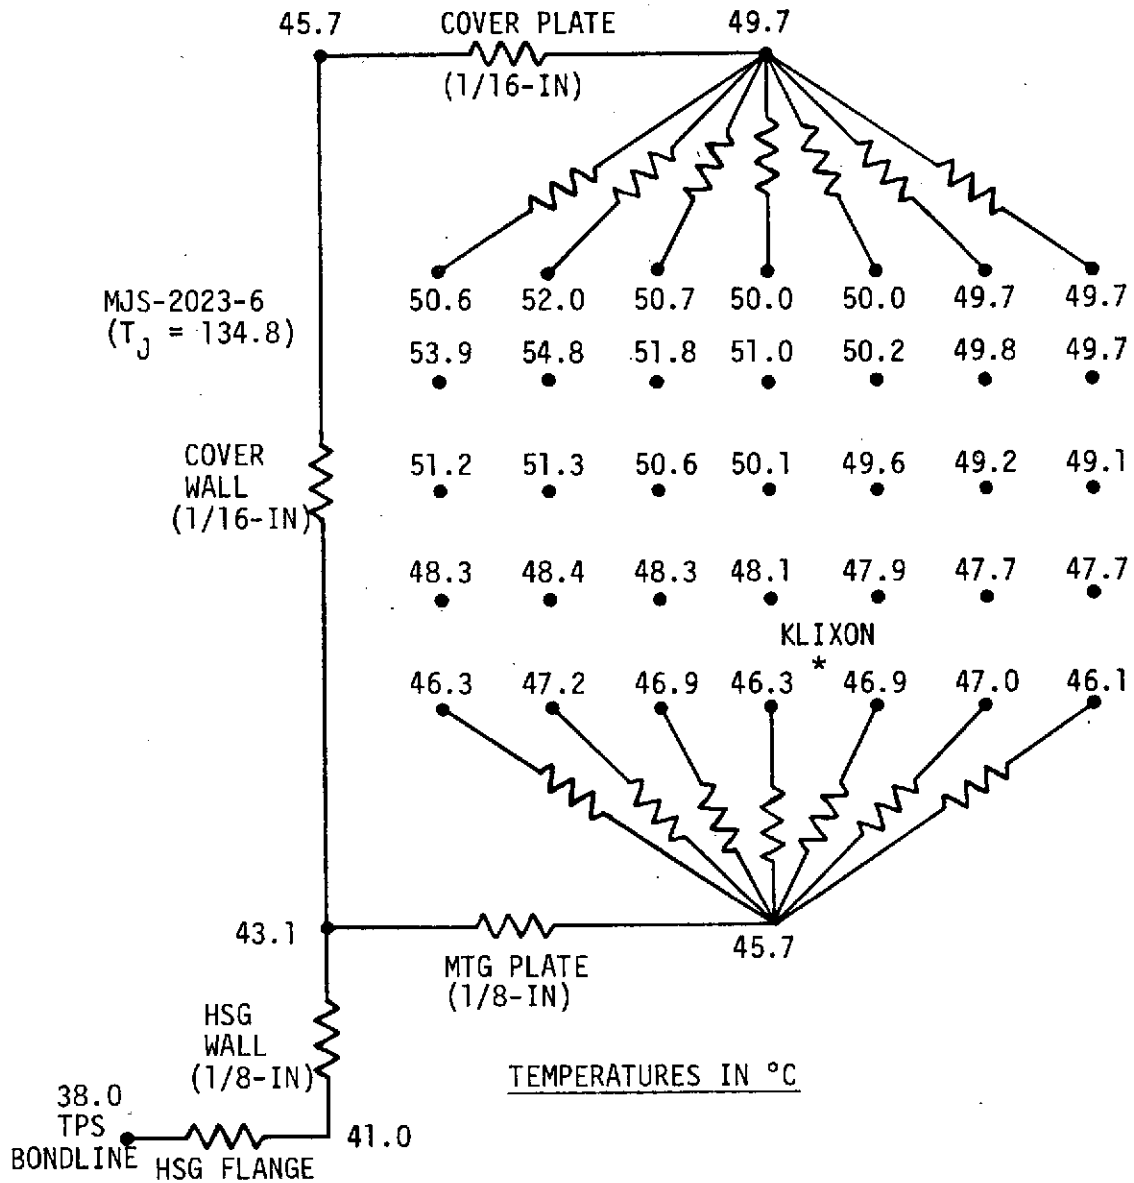 45.7 COVER PLATE 49.7
(1/16-IN)
MJS-2023-6
(TJ = 134.8)
50.6 52.0 50.7 50.0 50.0 49.7 49.7
53.9 54.8 51.8 51.0 50.2 49.8 49.7
COVER
WALL
(1/16-IN)
51.2 51.3 50.6 50.1 49.6 49.2 49.1
48.3 48.4 48.3 48.1 47.9 47.7 47.7
KLIXON
*
46.3 47.2 46.9 46.3 46.9 47.0 46.1
43.1
45.7
MTG PLATE
(1/8-IN)
HSG
WALL
(1/8-IN)
TEMPERATURES IN °C
38.0
TPS
BONDLINE
41.0
HSG FLANGE